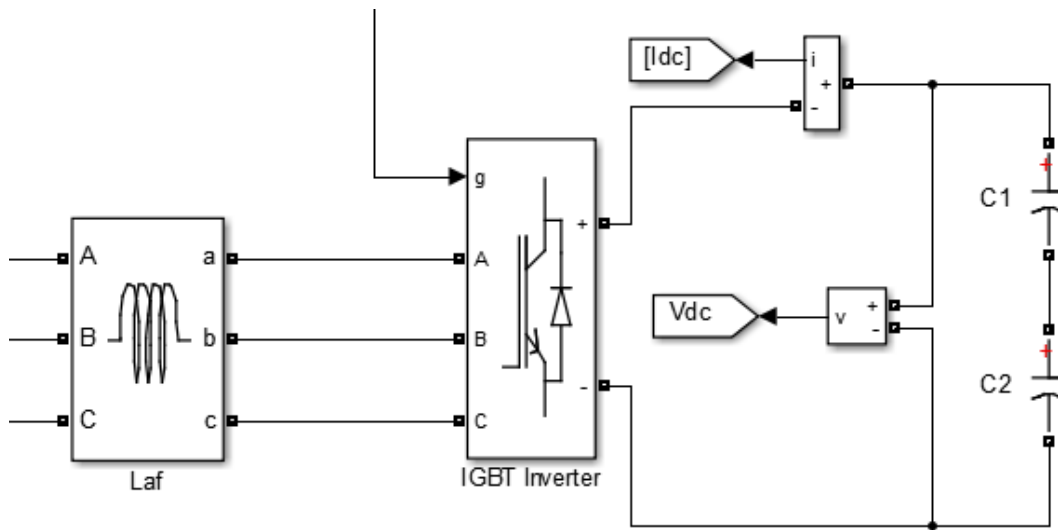 [Idc]
i
+
-
g
+
C1
A
a
A
+
B
b
B
Vdc
v
+
-
+
C2
-
C
c
C
Laf
IGBT Inverter